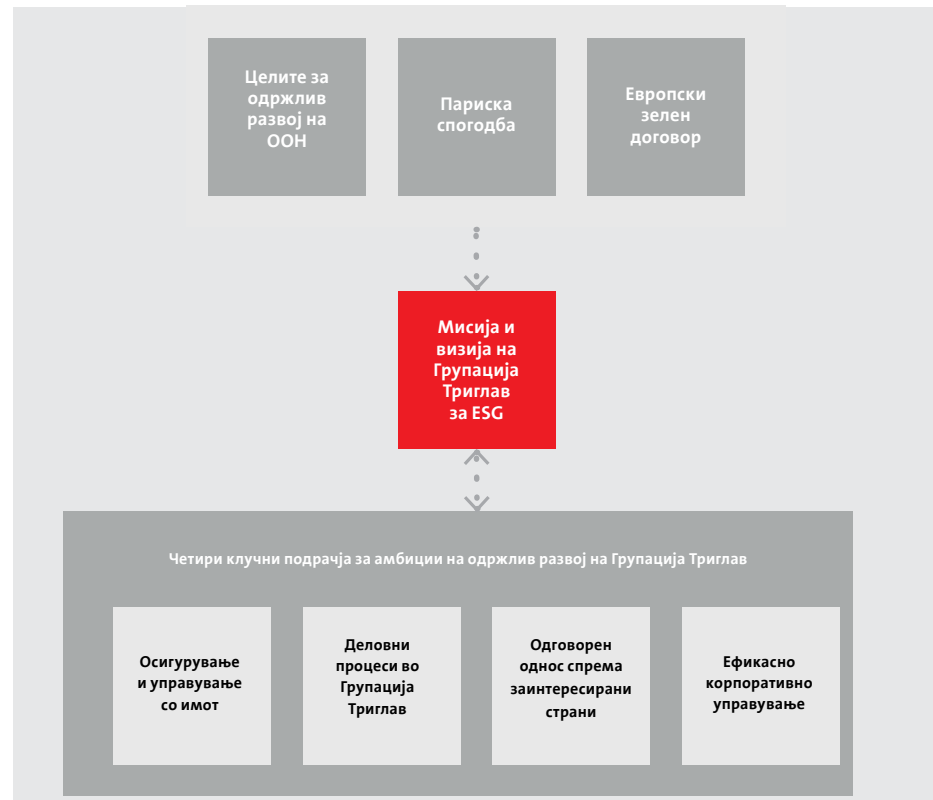 Целите за
одржлив
развој на
ООН
Париска
спогодба
Европски
зелен
договор
Мисија и
визија на
Групација
Триглав
за ESG
Четири клучни подрачја за амбиции на одржлив развој на Групација Триглав
Осигурување
и управување
со имот
Деловни
процеси во
Групација
Триглав
Одговорен
однос спрема
заинтересирани
страни
Ефикасно
корпоративно
управување